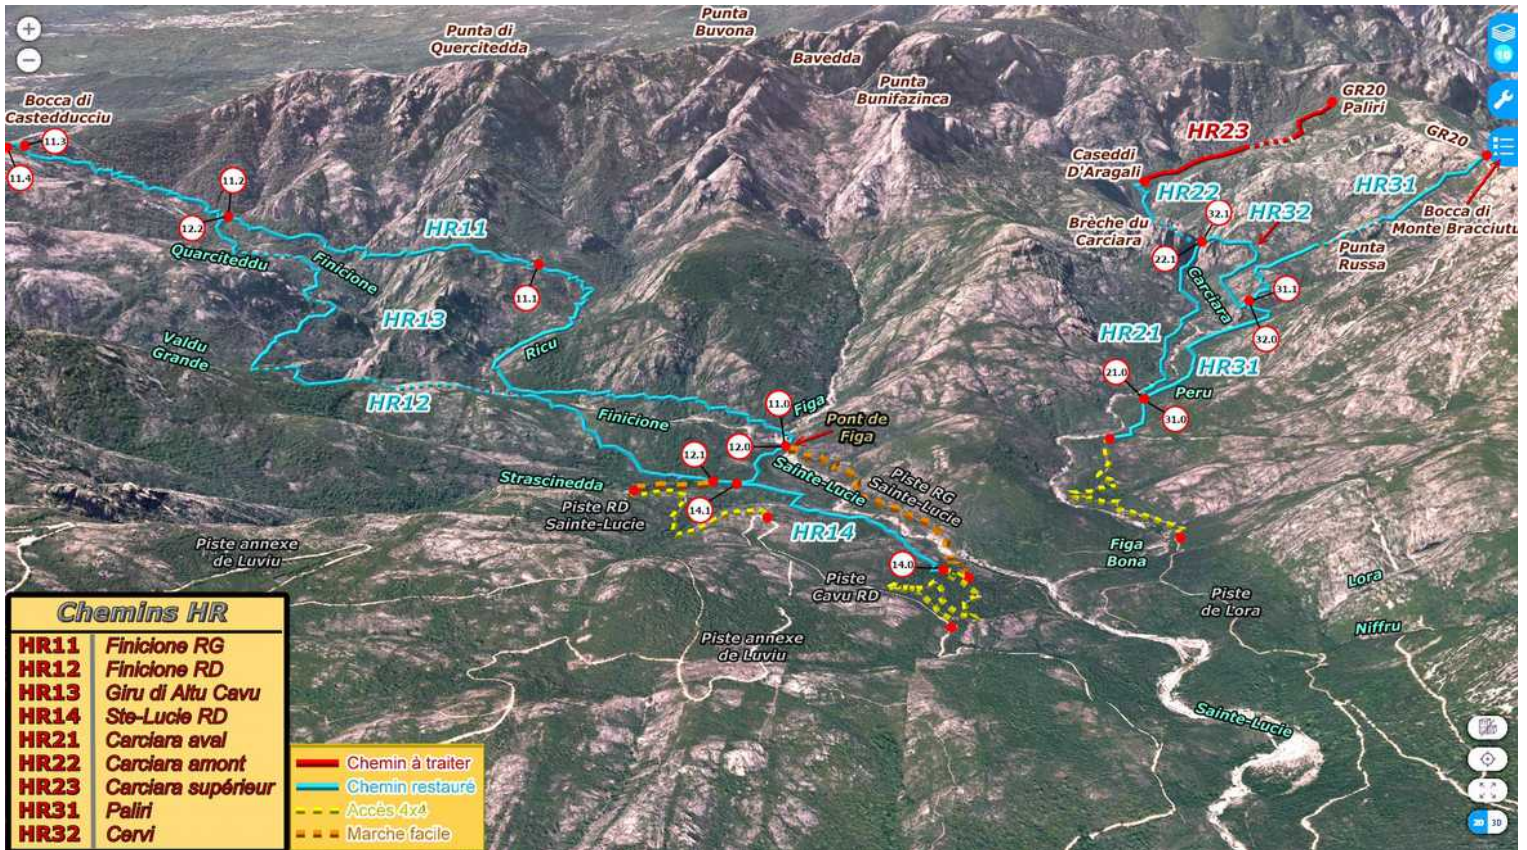 Punta di
Quercitedda
Punta
Buvona
Bavedda
Punta
Bunifazinca
Bocca di
Castedducciu
GR20
Paliri
HR23
GR20
Caseddi
D'Aragali
HR22
HR32
HR31
Bocca di
Monte Bracciutu
Brèche du
Carciara
Punta
Russa
11.3
11.4
11.2
12.2
HR11
Quarciteddu
Finicione
11.1
32.1
22.1
Carciara
31.1
32.0
HR13
Valdu
Grande
Ricu
HR21
HR31
21.0
Peru
31.0
HR12
Finicione
11.0
Figa
Pont de
Figa
12.0
12.1
Strascinedda
Sainte-Lucie
Piste RG
Sainte-Lucie
Piste RD
Sainte-Lucie
14.1
HR14
14.0
Piste annexe
de Luviu
Piste
Cavu RD
Figa
Bona
Piste
de Lora
Lora
Niffru
Piste annexe
de Luviu
Sainte-Lucie
Chemins HR
HR11 Finicione RG
HR12 Finicione RD
HR13 Giru di Altu Cavu
HR14 Ste-Lucie RD
HR21 Carciara aval
HR22 Carciara amont
HR23 Carciara supérieur
HR31 Paliri
HR32 Cervi
Chemin à traiter
Chemin restauré
Accès 4x4
Marche facile
2D 3D